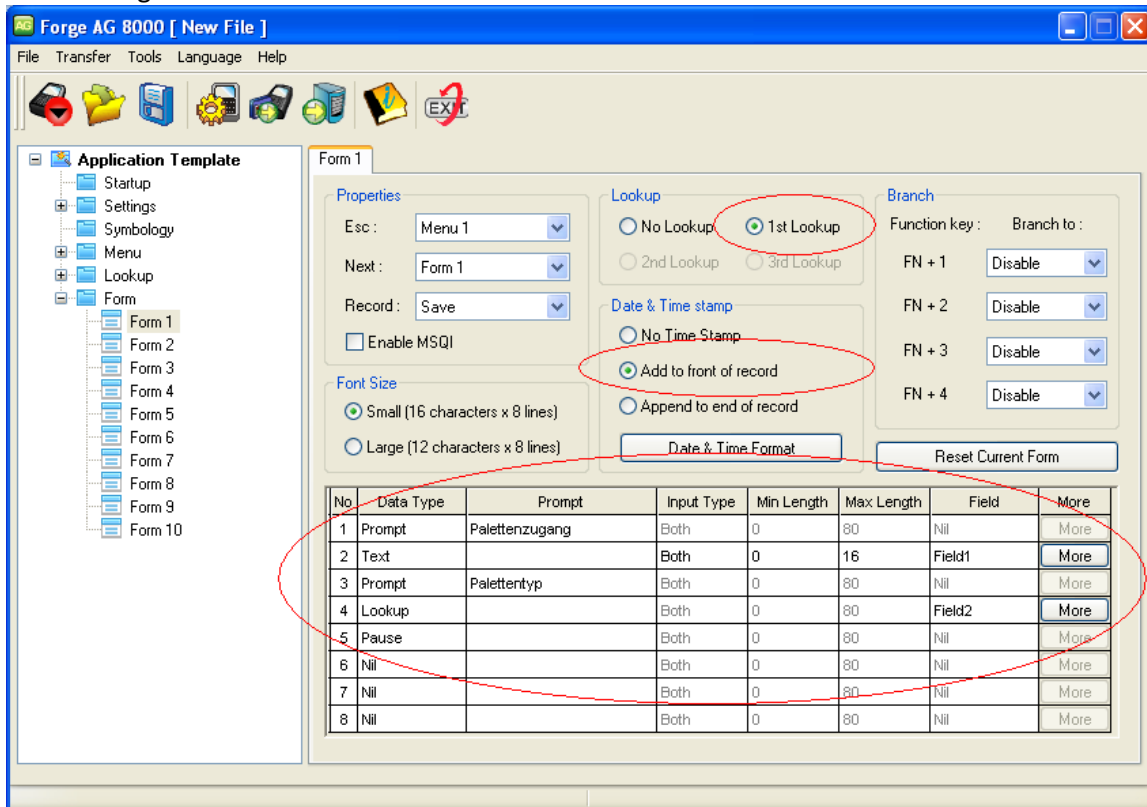 Forge AG 8000 [ New File ]
File Transfer Tools Language Help
EXIT
Application Template
Startup
Settings
Symbology
Menu
Lookup
Form
Form 1
Form 2
Form 3
Form 4
Form 5
Form 6
Form 7
Form 8
Form 9
Form 10
Form 1
Properties
Esc : Menu 1
Next : Form 1
Record : Save
Enable MSQI
Font Size
Small (16 characters x 8 lines)
Large (12 characters x 8 lines)
Lookup
No Lookup 1st Lookup
2nd Lookup 3rd Lookup
Date & Time stamp
No Time Stamp
Add to front of record
Append to end of record
Date & Time Format
Branch
Function key : Branch to :
FN + 1 Disable
FN + 2 Disable
FN + 3 Disable
FN + 4 Disable
Reset Current Form
No Data Type Prompt Input Type Min Length Max Length Field More
1 Prompt Palettenzugang Both 0 80 Nil More
2 Text Both 0 16 Field1 More
3 Prompt Palettentyp Both 0 80 Nil More
4 Lookup Both 0 80 Field2 More
5 Pause Both 0 80 Nil More
6 Nil Both 0 80 Nil More
7 Nil Both 0 80 Nil More
8 Nil Both 0 80 Nil More